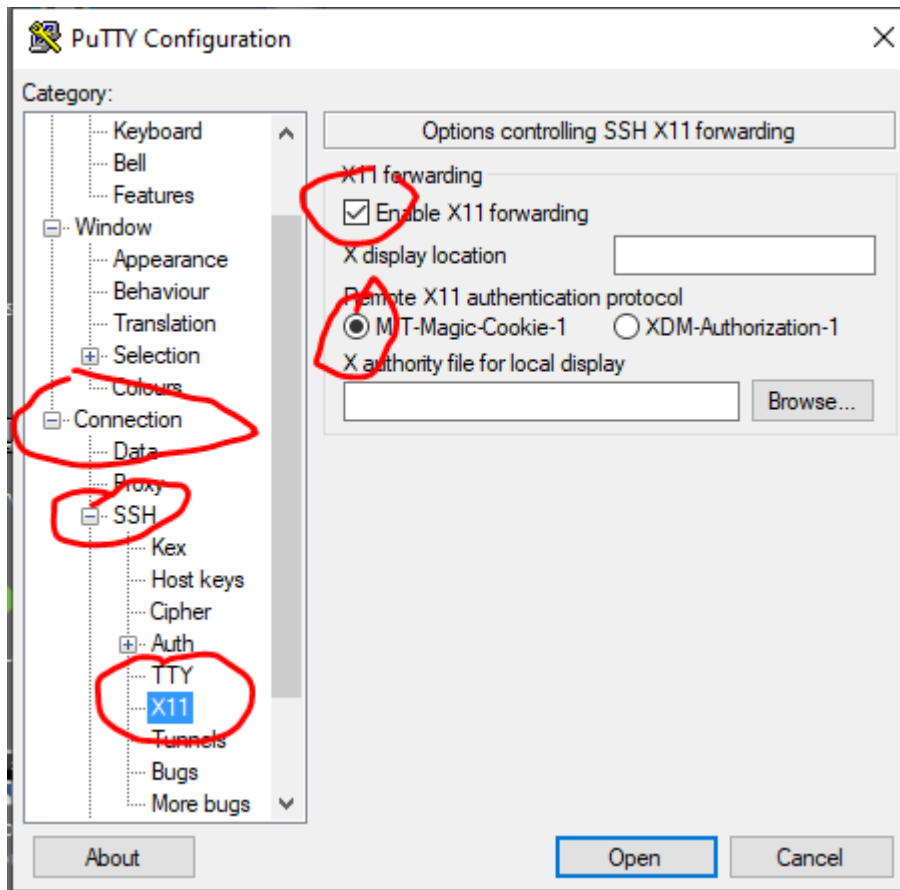 PuTTY Configuration
Category:
Keyboard
Bell
Features
Window
Appearance
Behaviour
Translation
Selection
Colours
Connection
Data
Proxy
SSH
Kex
Host keys
Cipher
Auth
TTY
X11
Tunnels
Bugs
More bugs
Options controlling SSH X11 forwarding
X11 forwarding
Enable X11 forwarding
X display location
Remote X11 authentication protocol
MIT-Magic-Cookie-1 XDM-Authorization-1
X authority file for local display
Browse...
About Open Cancel